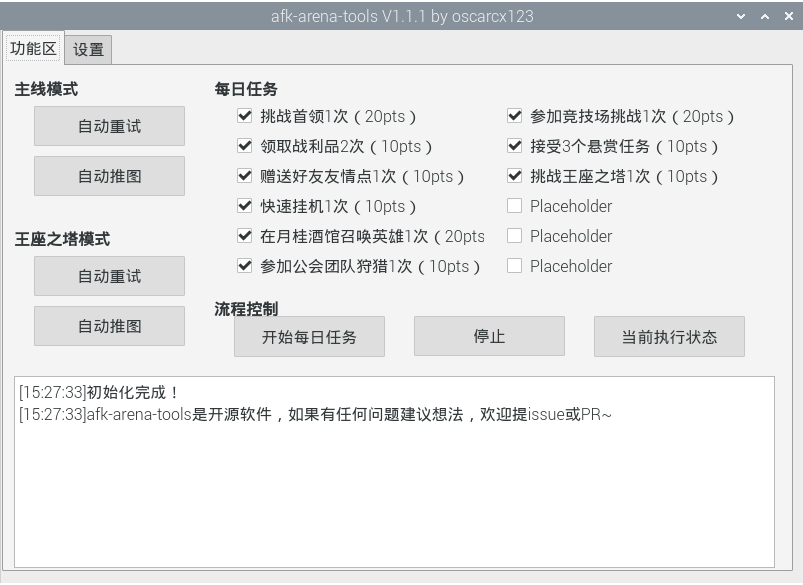 afk-arena-tools V1.1.1 by oscarcx123
功能区 设置
主线模式
自动重试
自动推图
王座之塔模式
自动重试
自动推图
每日任务
挑战首领1次（20pts）
领取战利品2次（10pts）
赠送好友友情点1次（10pts）
快速挂机1次（10pts）
在月桂酒馆召唤英雄1次（20pts
参加公会团队狩猎1次（10pts）
参加竞技场挑战1次（20pts）
接受3个悬赏任务（10pts）
挑战王座之塔1次（10pts）
Placeholder
Placeholder
Placeholder
流程控制
开始每日任务 停止 当前执行状态
[15:27:33]初始化完成！
[15:27:33]afk-arena-tools是开源软件，如果有任何问题建议想法，欢迎提issue或PR~